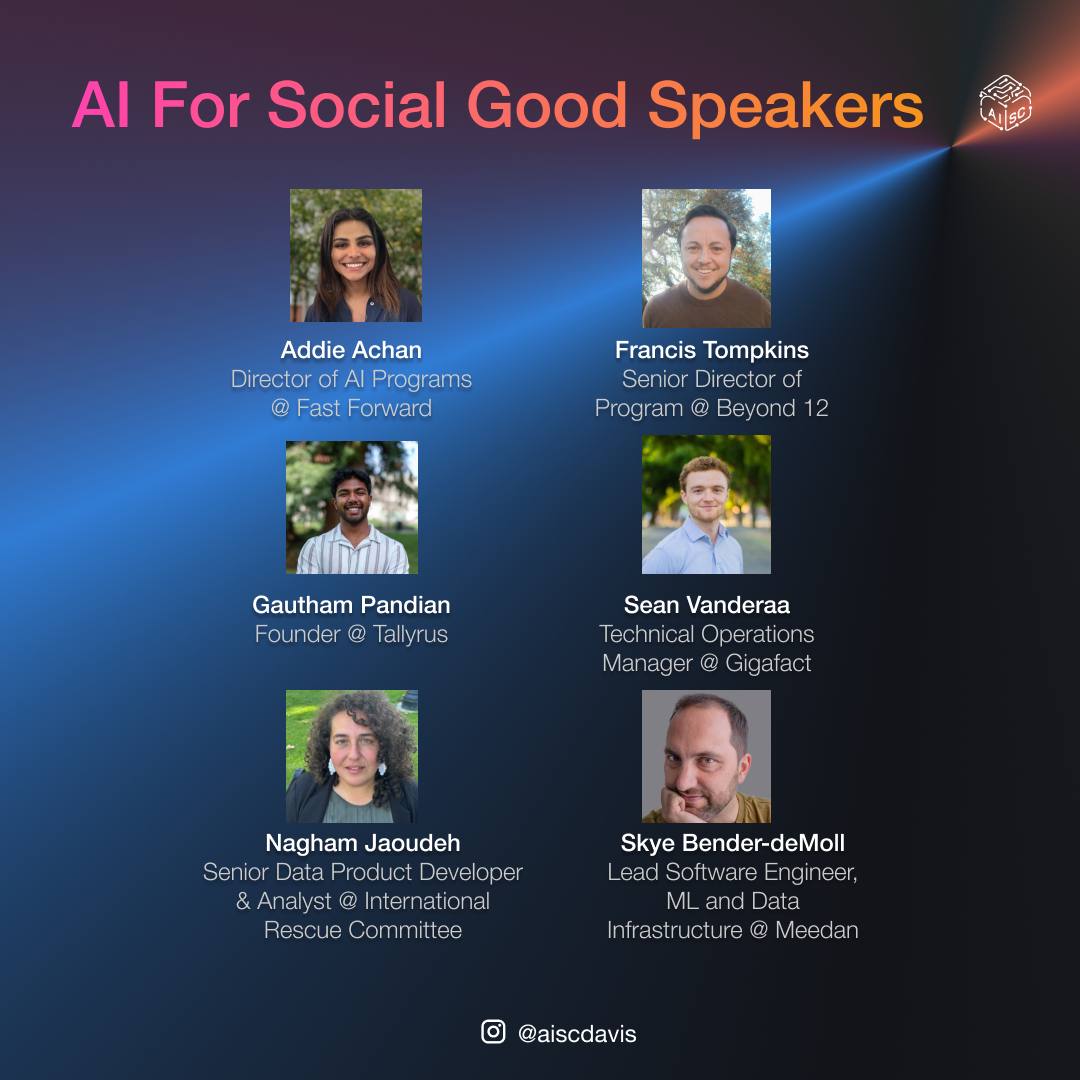 AI For Social Good Speakers
AISC
Addie Achan
Director of AI Programs
@ Fast Forward
Francis Tompkins
Senior Director of
Program @ Beyond 12
Gautham Pandian
Founder @ Tallyrus
Sean Vanderaa
Technical Operations
Manager @ Gigafact
Nagham Jaoudeh
Senior Data Product Developer
& Analyst @ International
Rescue Committee
Skye Bender-deMoll
Lead Software Engineer,
ML and Data
Infrastructure @ Meedan
@aiscdavis